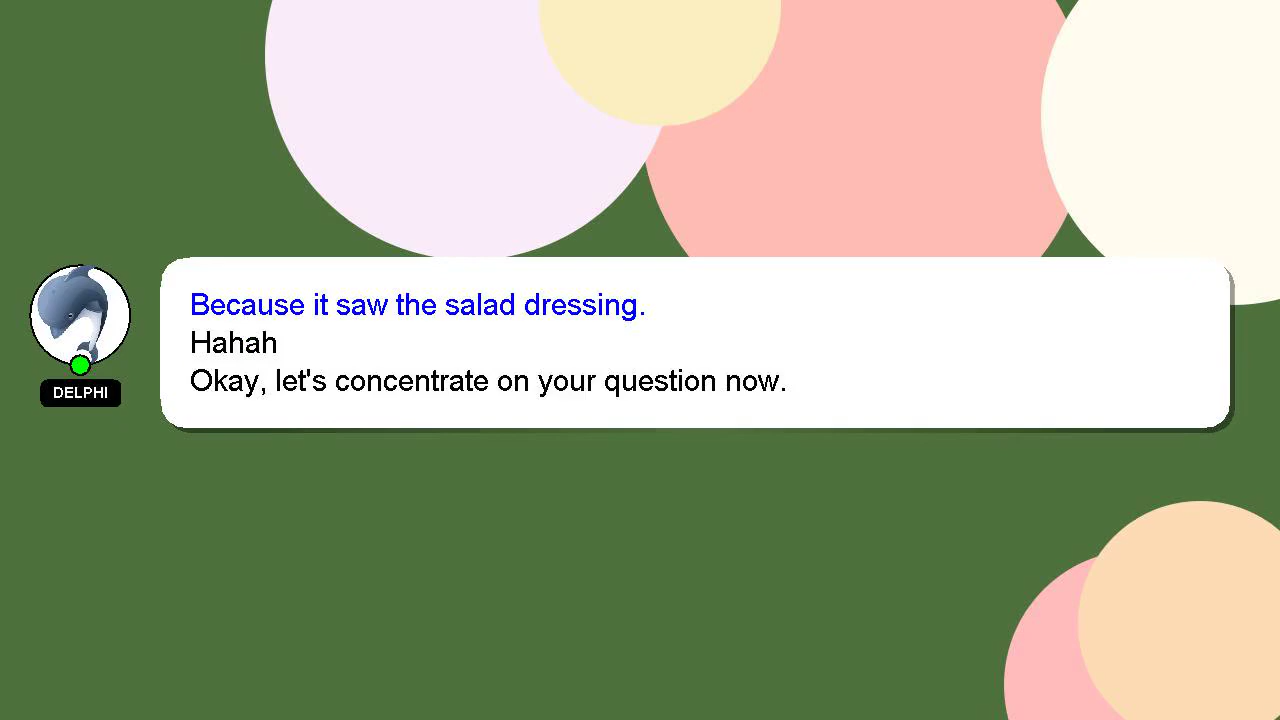 Because it saw the salad dressing.
Hahah
Okay, let's concentrate on your question now.
DELPHI